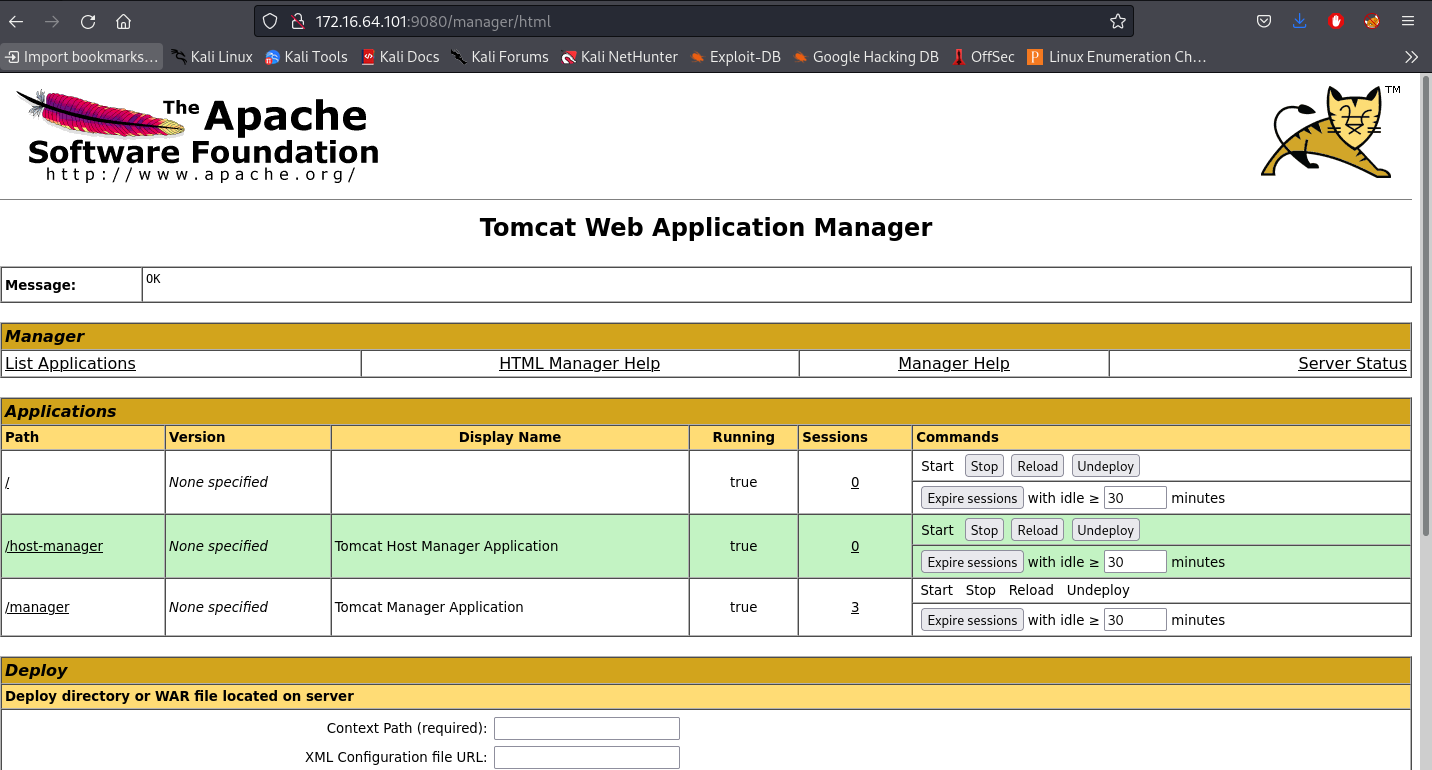 172.16.64.101:9080/manager/html
Import bookmarks... Kali Linux Kali Tools Kali Docs Kali Forums Kali NetHunter Exploit-DB Google Hacking DB OffSec Linux Enumeration Ch...
The Apache
Software Foundation
http://www.apache.org/
TM
Tomcat Web Application Manager
Message: OK
Manager
List Applications HTML Manager Help Manager Help Server Status
Applications
Path Version Display Name Running Sessions Commands
/ None specified true 0 Start Stop Reload Undeploy
Expire sessions with idle ≥ 30 minutes
/host-manager None specified Tomcat Host Manager Application true 0 Start Stop Reload Undeploy
Expire sessions with idle ≥ 30 minutes
/manager None specified Tomcat Manager Application true 3 Start Stop Reload Undeploy
Expire sessions with idle ≥ 30 minutes
Deploy
Deploy directory or WAR file located on server
Context Path (required):
XML Configuration file URL: